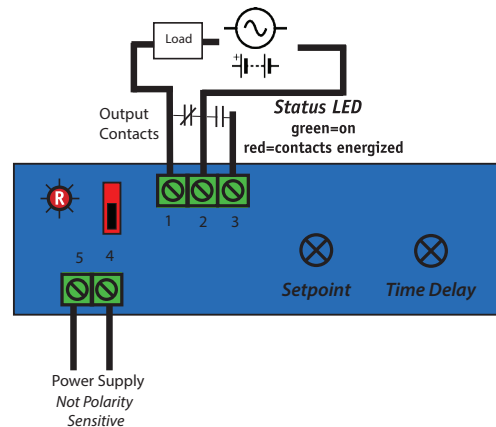 Load
+
Output
Contacts
Status LED
green=on
red=contacts energized
R
1 2 3
5 4
Setpoint
Time Delay
Power Supply
Not Polarity
Sensitive